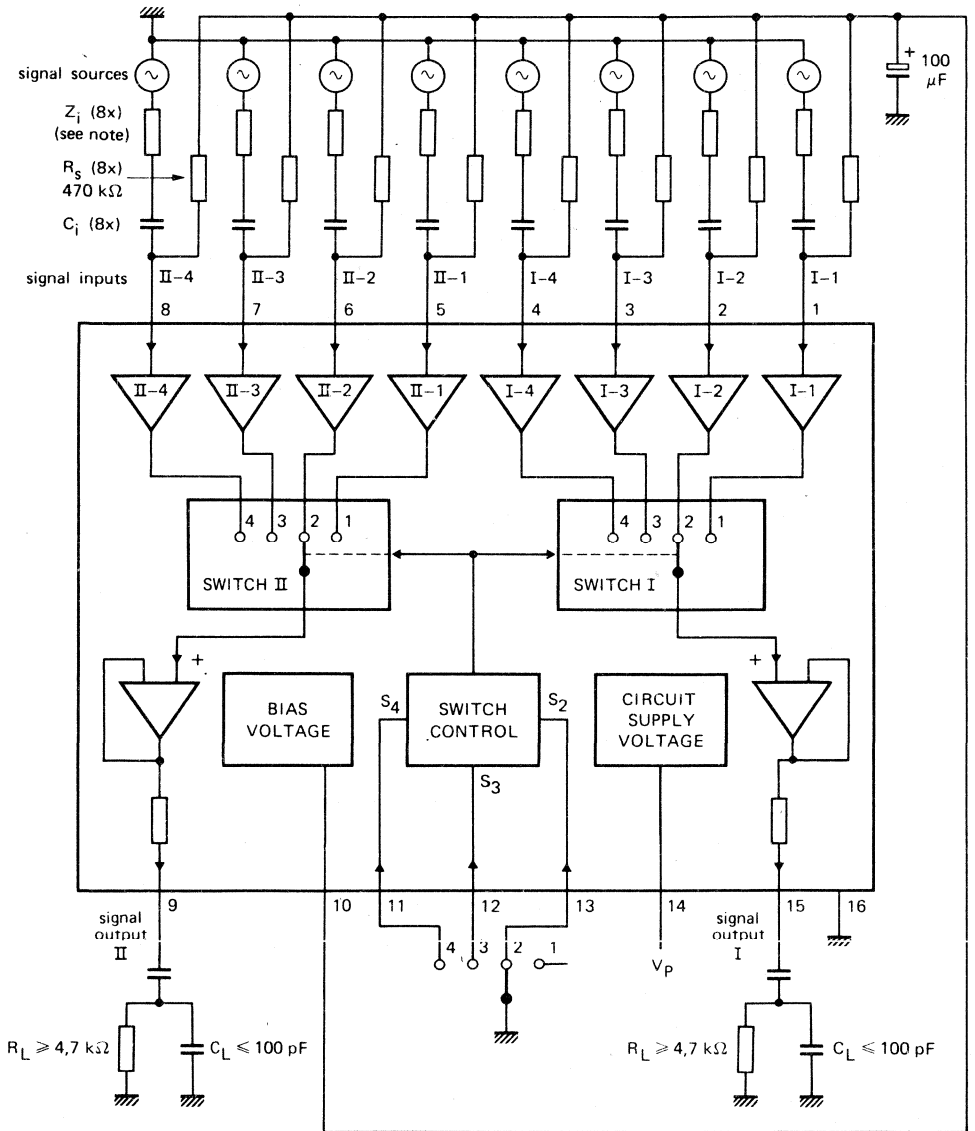 signal sources
+ 100
μF
Z_i (8x)
(see note)
R_s (8x)
470 kΩ
C_i (8x)
signal inputs
II-4 II-3 II-2 II-1 I-4 I-3 I-2 I-1
8 7 6 5 4 3 2 1
II-4 II-3 II-2 II-1 I-4 I-3 I-2 I-1
4 3 2 1 4 3 2 1
SWITCH II SWITCH I
+ +
BIAS
VOLTAGE
S4
SWITCH
CONTROL
S2
S3
CIRCUIT
SUPPLY
VOLTAGE
9 10 11 12 13 14 15 16
signal
output
II
4 3 2 1
V_P
signal
output
I
R_L ⩾ 4,7 kΩ C_L ⩽ 100 pF
R_L ⩾ 4,7 kΩ C_L ⩽ 100 pF